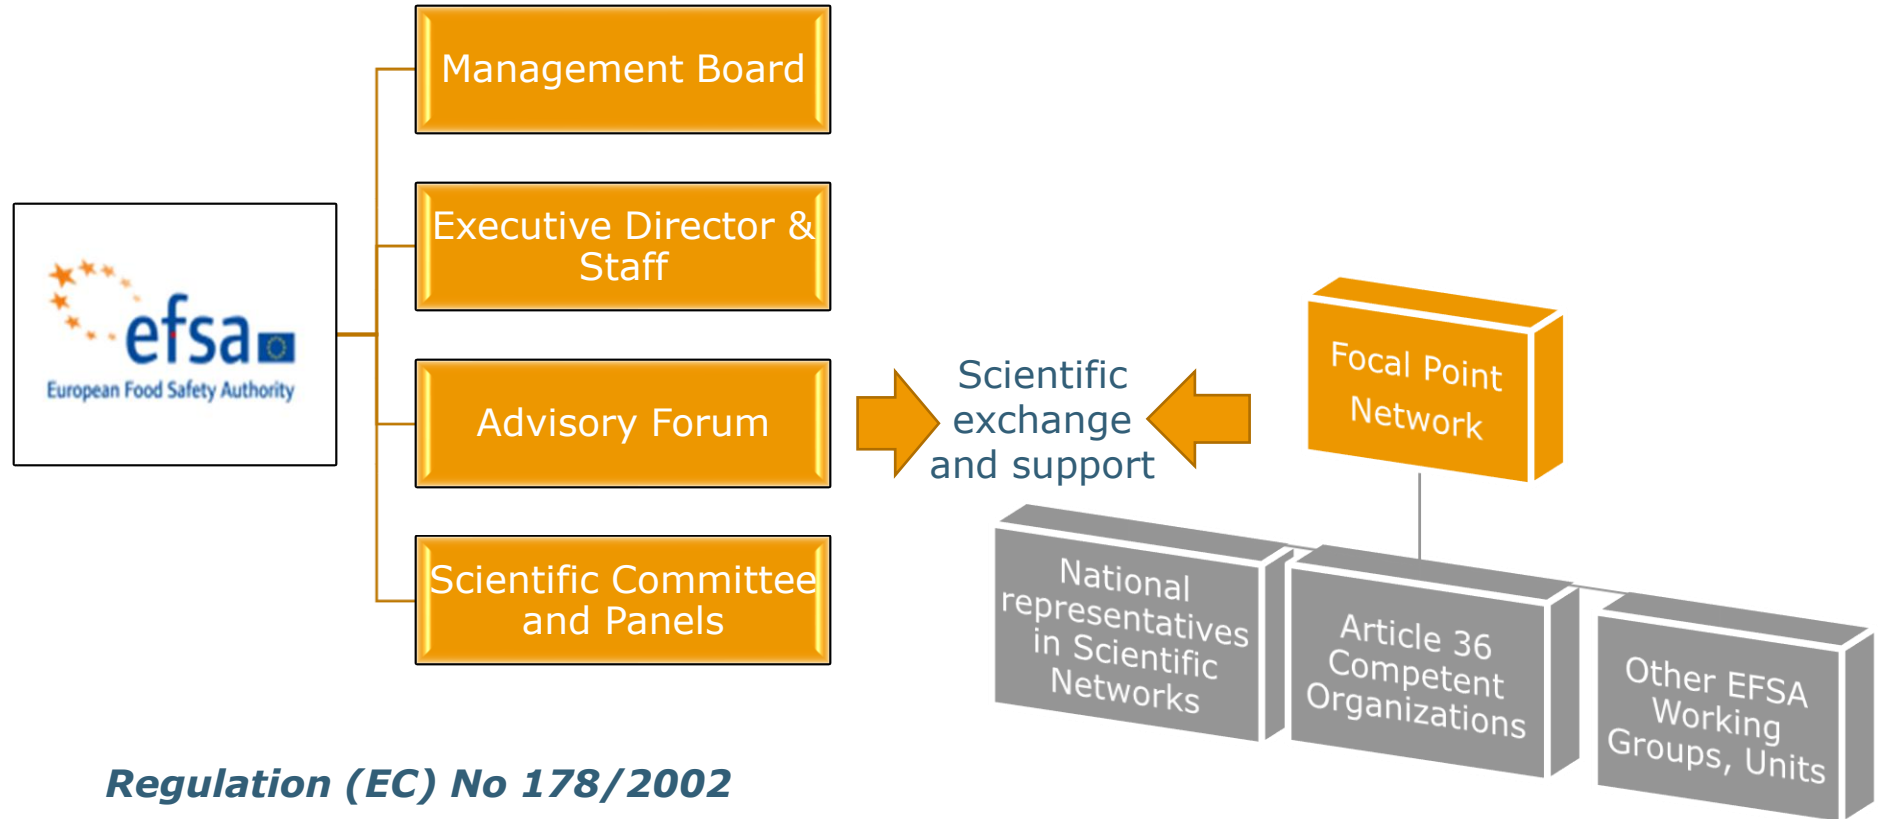 Management Board
Executive Director &
Staff
efsa
European Food Safety Authority
Advisory Forum
Scientific Committee
and Panels
Scientific
exchange
and support
Focal Point
Network
National
representatives
in Scientific
Networks
Article 36
Competent
Organizations
Other EFSA
Working
Groups, Units
Regulation (EC) No 178/2002